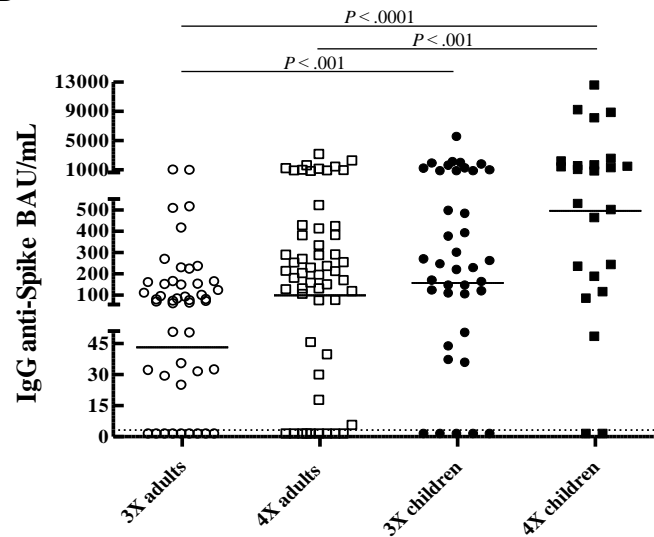 P < .0001
P < .001
P < .001
13000
9000
5000
1000
500
400
300
200
100
45
30
15
0
IgG anti-Spike BAU/mL
3X adults
4X adults
3X children
4X children